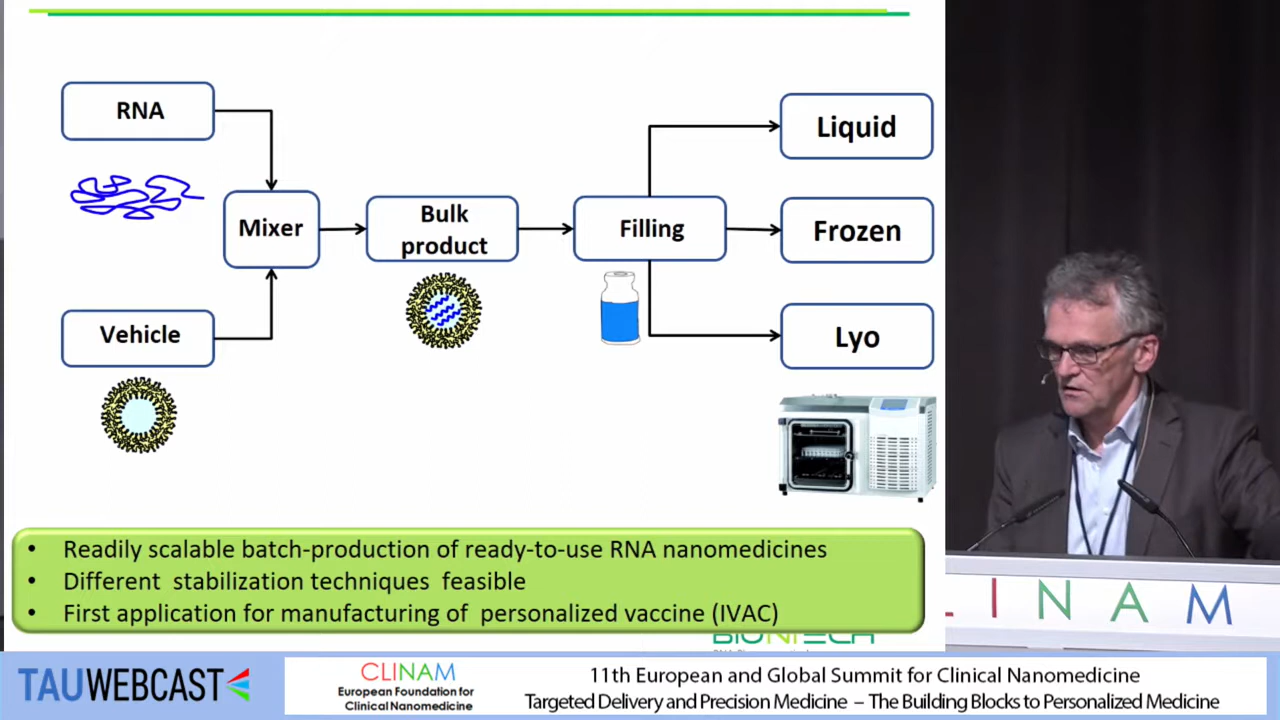 RNA
Vehicle
Mixer
Bulk
product
Filling
Liquid
Frozen
Lyo
• Readily scalable batch-production of ready-to-use RNA nanomedicines
• Different stabilization techniques feasible
• First application for manufacturing of personalized vaccine (IVAC)
BIONTECH
LINAM
TAUWEBCAST
CLINAM
European Foundation for
Clinical Nanomedicine
11th European and Global Summit for Clinical Nanomedicine
Targeted Delivery and Precision Medicine – The Building Blocks to Personalized Medicine